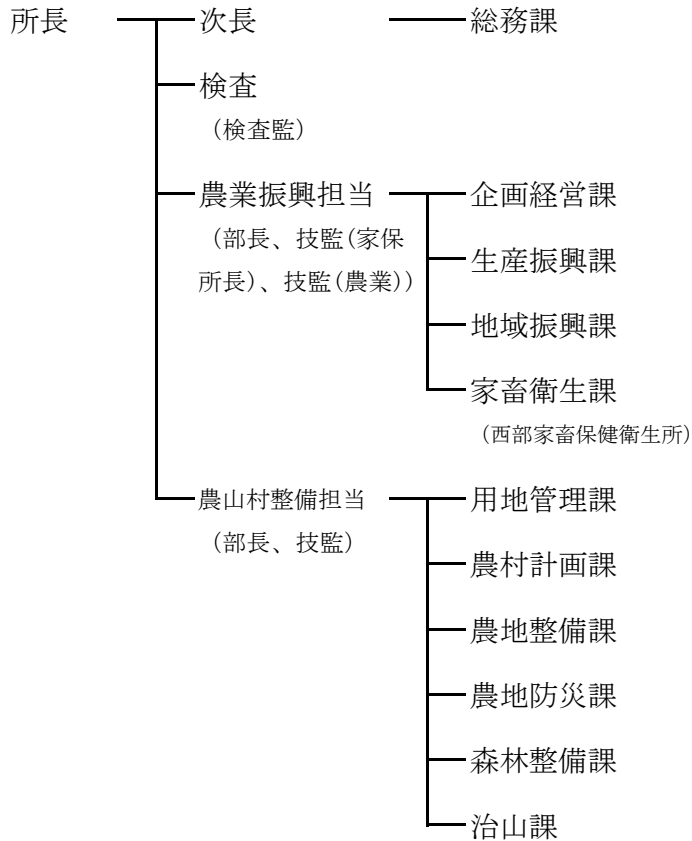 所長
次長
総務課
検査
（検査監）
農業振興担当
企画経営課
（部長、技監(家保
所長)、技監(農業)）
生産振興課
地域振興課
家畜衛生課
（西部家畜保健衛生所）
農山村整備担当
用地管理課
（部長、技監）
農村計画課
農地整備課
農地防災課
森林整備課
治山課